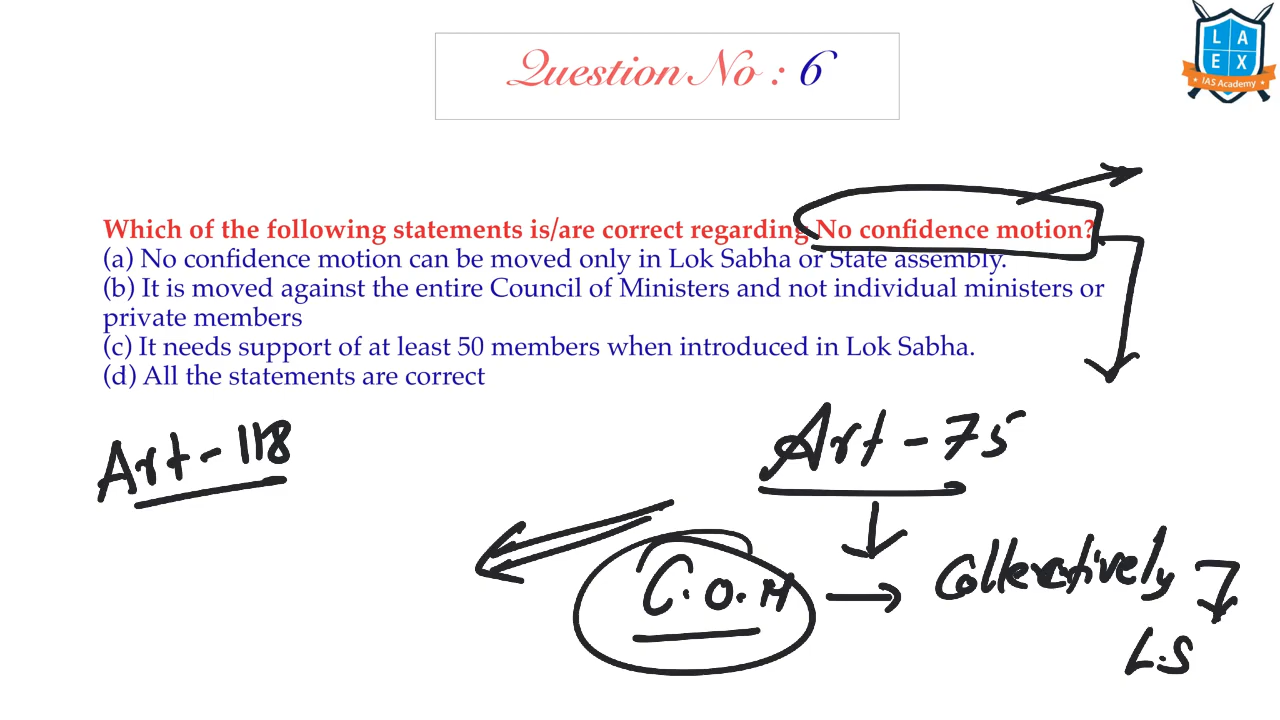 Question No : 6
L A
E X
IAS Academy
Which of the following statements is/are correct regarding No confidence motion?
(a) No confidence motion can be moved only in Lok Sabha or State assembly.
(b) It is moved against the entire Council of Ministers and not individual ministers or
private members
(c) It needs support of at least 50 members when introduced in Lok Sabha.
(d) All the statements are correct
Art-118
Art-75
C.O.M
Collectively
L.S